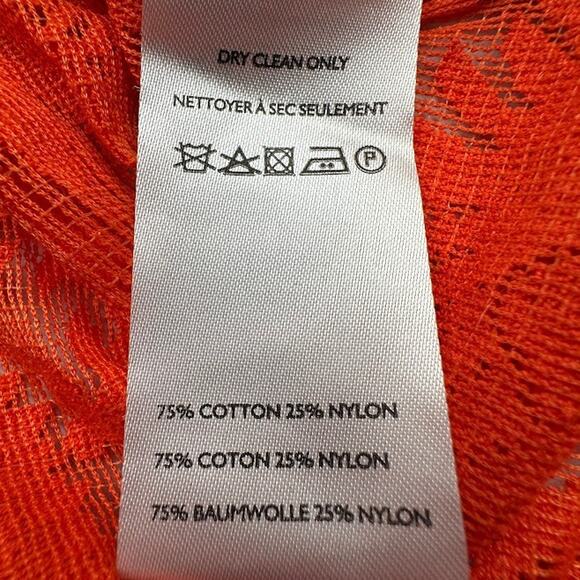 DRY CLEAN ONLY
NETTOYER À SEC SEULEMENT
P
75% COTTON 25% NYLON
75% COTON 25% NYLON
75% BAUMWOLLE 25% NYLON